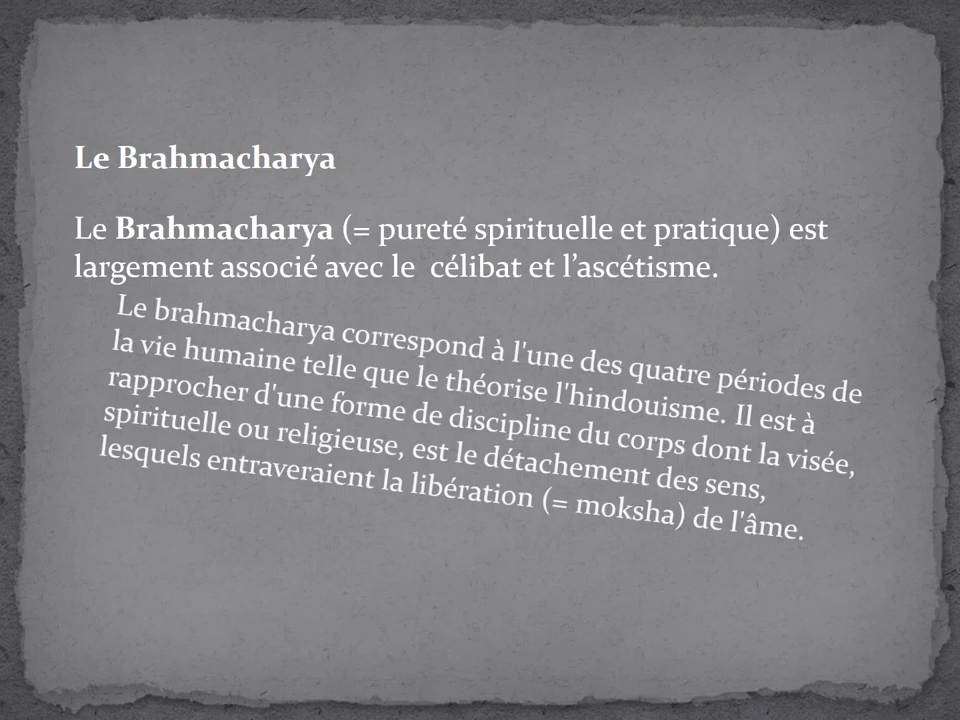 Le Brahmacharya
Le Brahmacharya (= pureté spirituelle et pratique) est
largement associé avec le  célibat et l’ascétisme.
Le brahmacharya correspond à l'une des quatre périodes de
la vie humaine telle que le théorise l'hindouisme. Il est à
rapprocher d'une forme de discipline du corps dont la visée,
spirituelle ou religieuse, est le détachement des sens,
lesquels entraveraient la libération (= moksha) de l'âme.